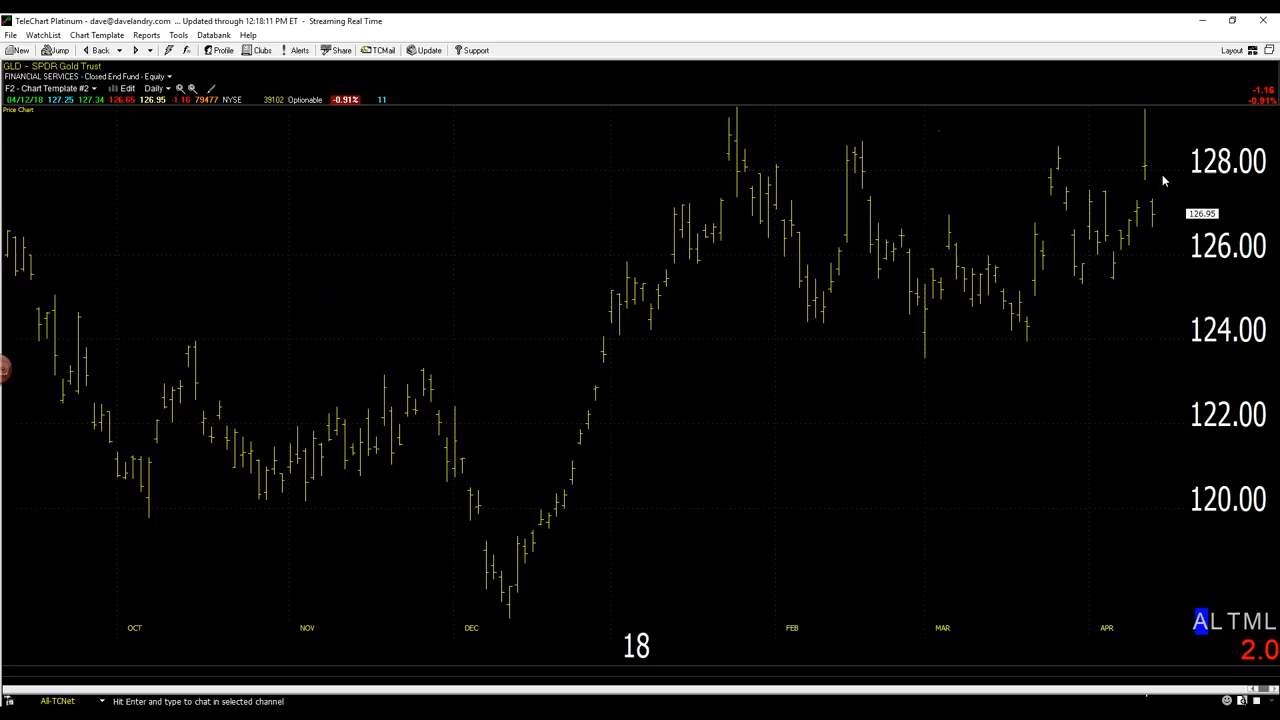 TeleChart Platinum - dave@davelandry.com ... Updated through 12:18:11 PM ET - Streaming Real Time
File WatchList Chart Template Reports Tools Databank Help
New Jump Back Profile Clubs Alerts Share TCMail Update Support Layout
GLD - SPDR Gold Trust
FINANCIAL SERVICES - Closed End Fund - Equity
F2 - Chart Template #2 Edit Daily
-1.16
04/12/18 127.25 127.34 126.65 126.95 -1.16 79477 NYSE 39102 Optionable -0.91% 11
-0.91%
Price Chart
128.00
126.95
126.00
124.00
122.00
120.00
OCT NOV DEC 18 FEB MAR APR
ALTML
2.0
All-TCNet Hit Enter and type to chat in selected channel